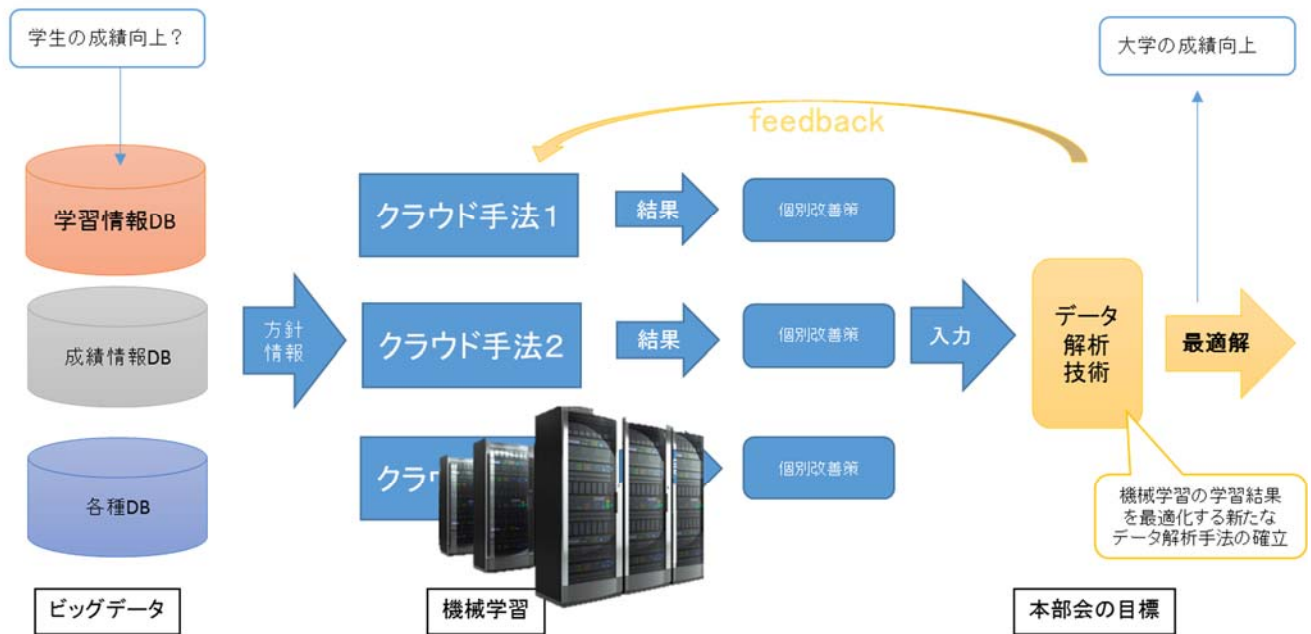 学生の成績向上？
大学の成績向上
feedback
学習情報DB
クラウド手法１
結果
個別改善策
方針
情報
成績情報DB
クラウド手法２
結果
個別改善策
入力
データ
解析
技術
最適解
各種DB
クラウ
個別改善策
機械学習の学習結果
を最適化する新たな
データ解析手法の確立
ビッグデータ
機械学習
本部会の目標